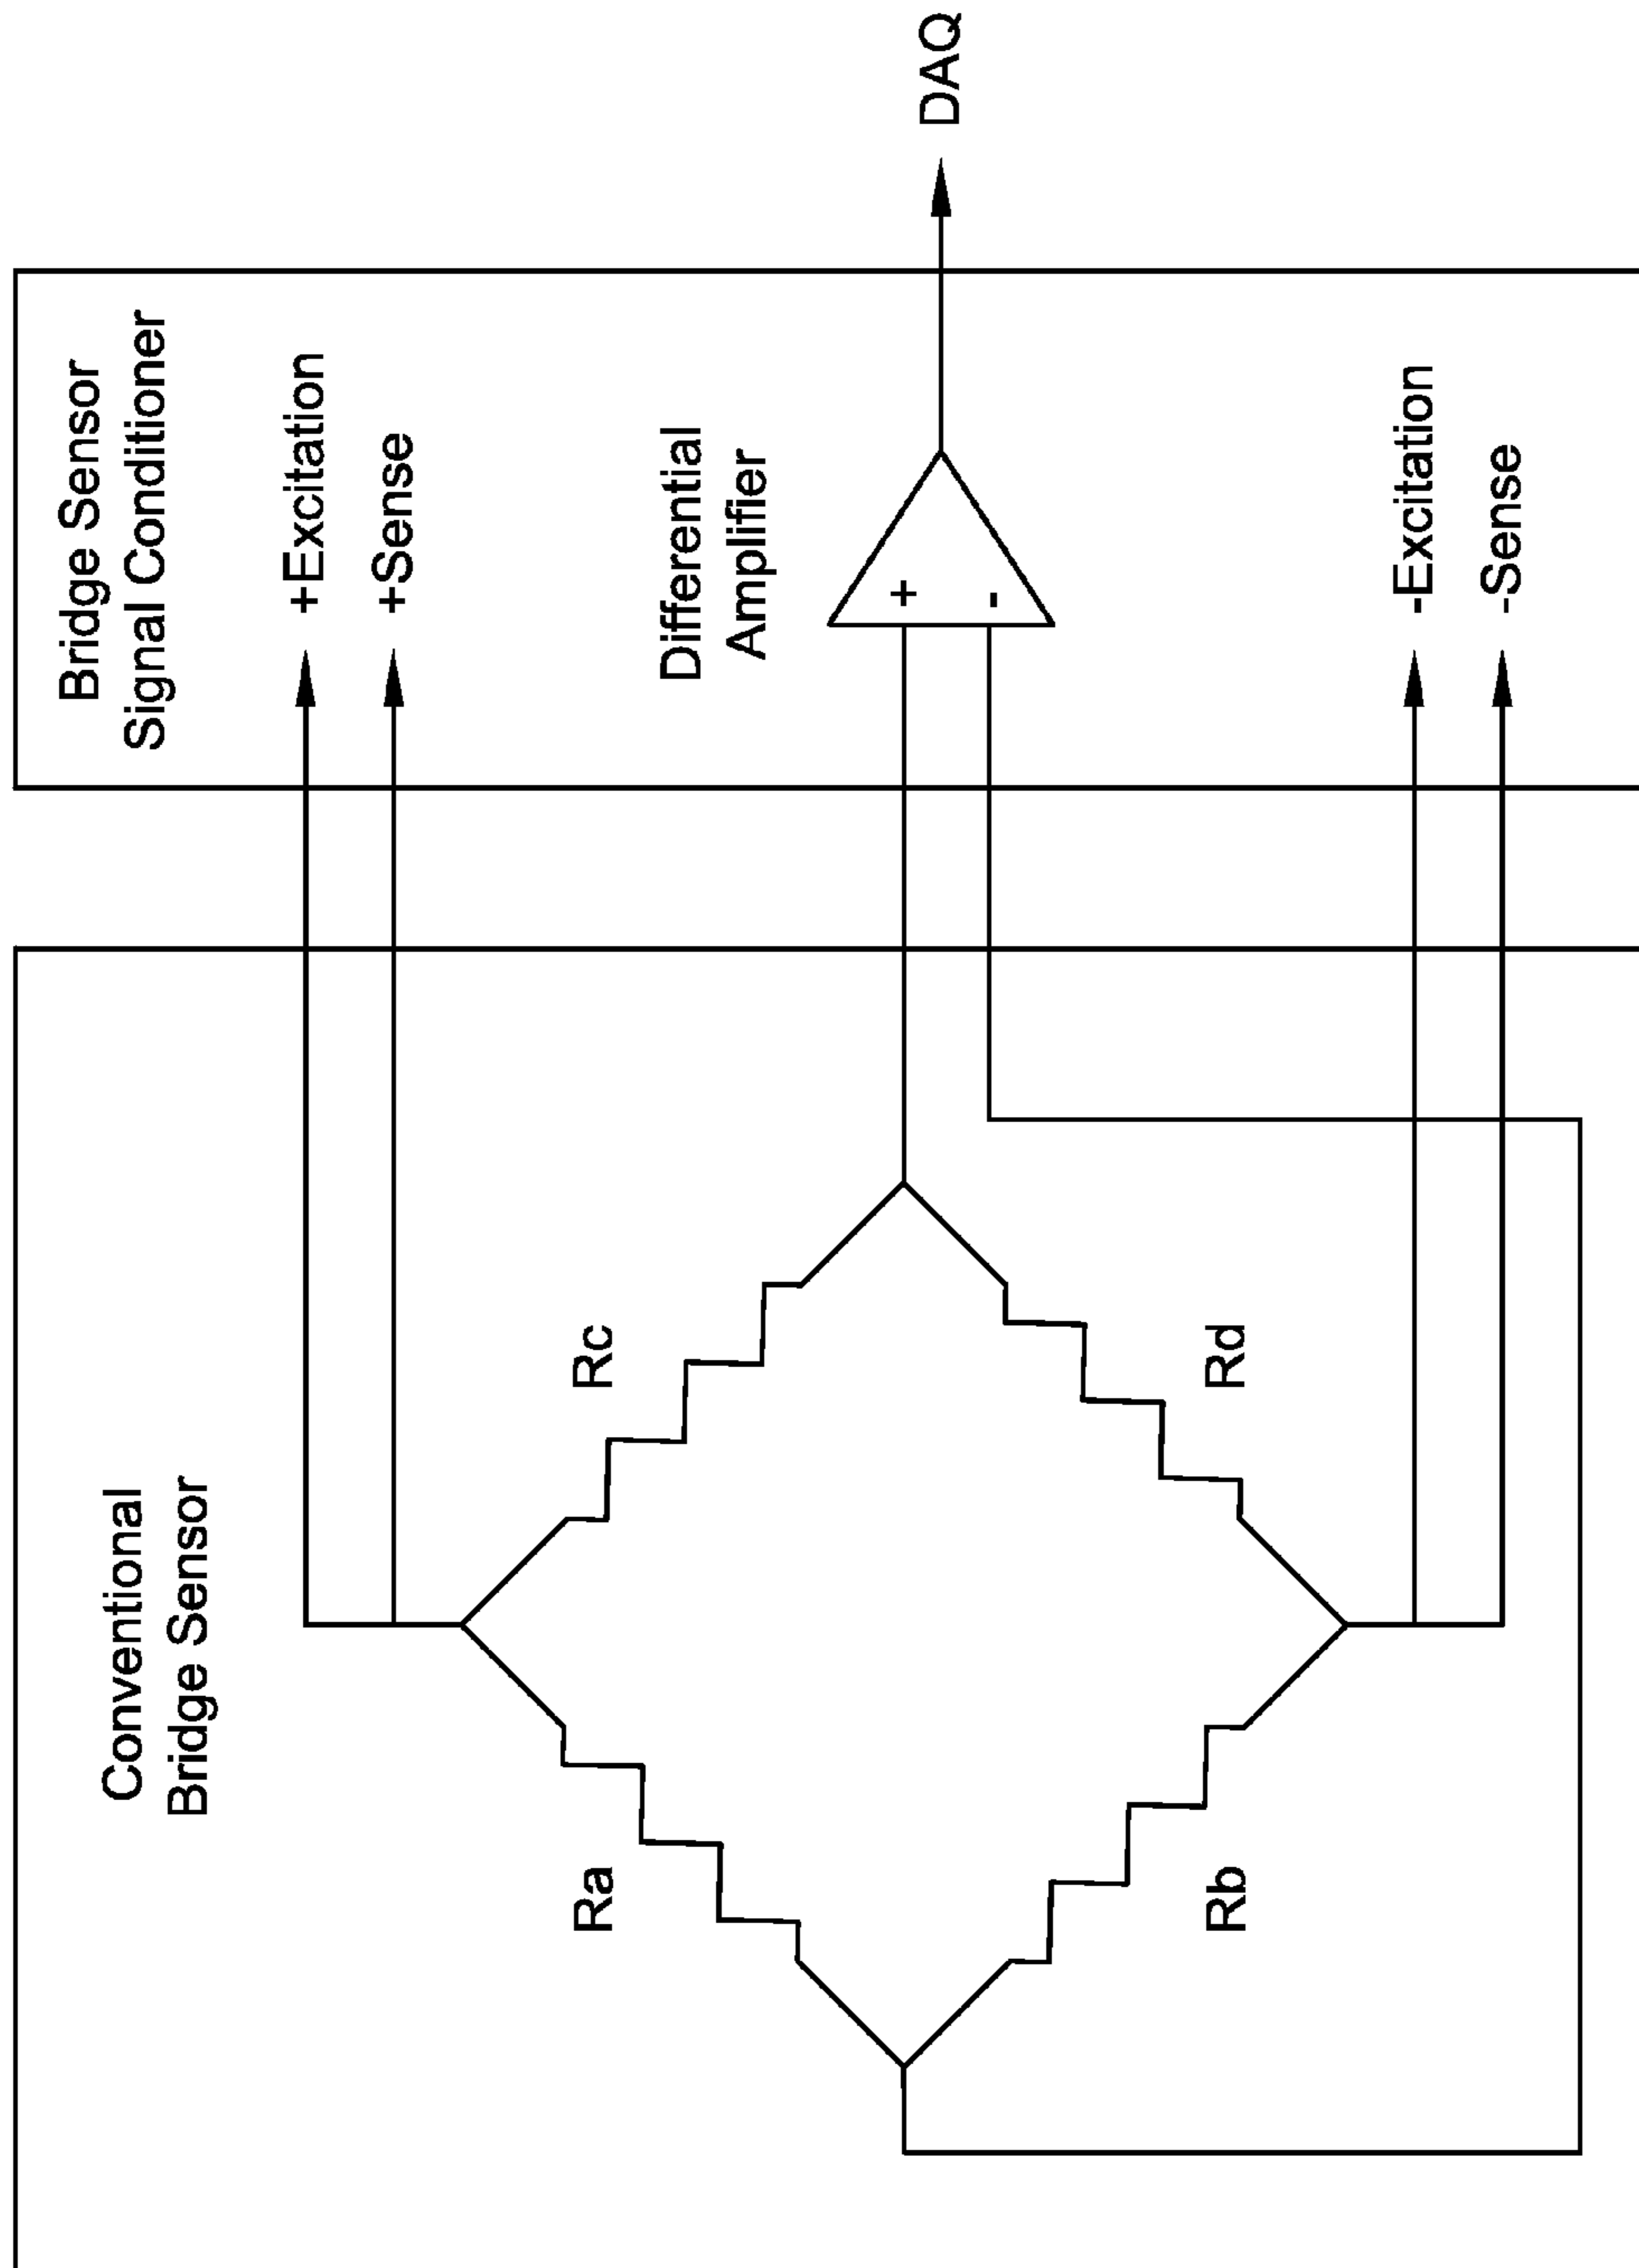 Conventional
Bridge Sensor
Bridge Sensor
Signal Conditioner
+Excitation
+Sense
Ra
Rc
Differential
Amplifier
+
-
DAQ
Rb
Rd
-Excitation
-Sense